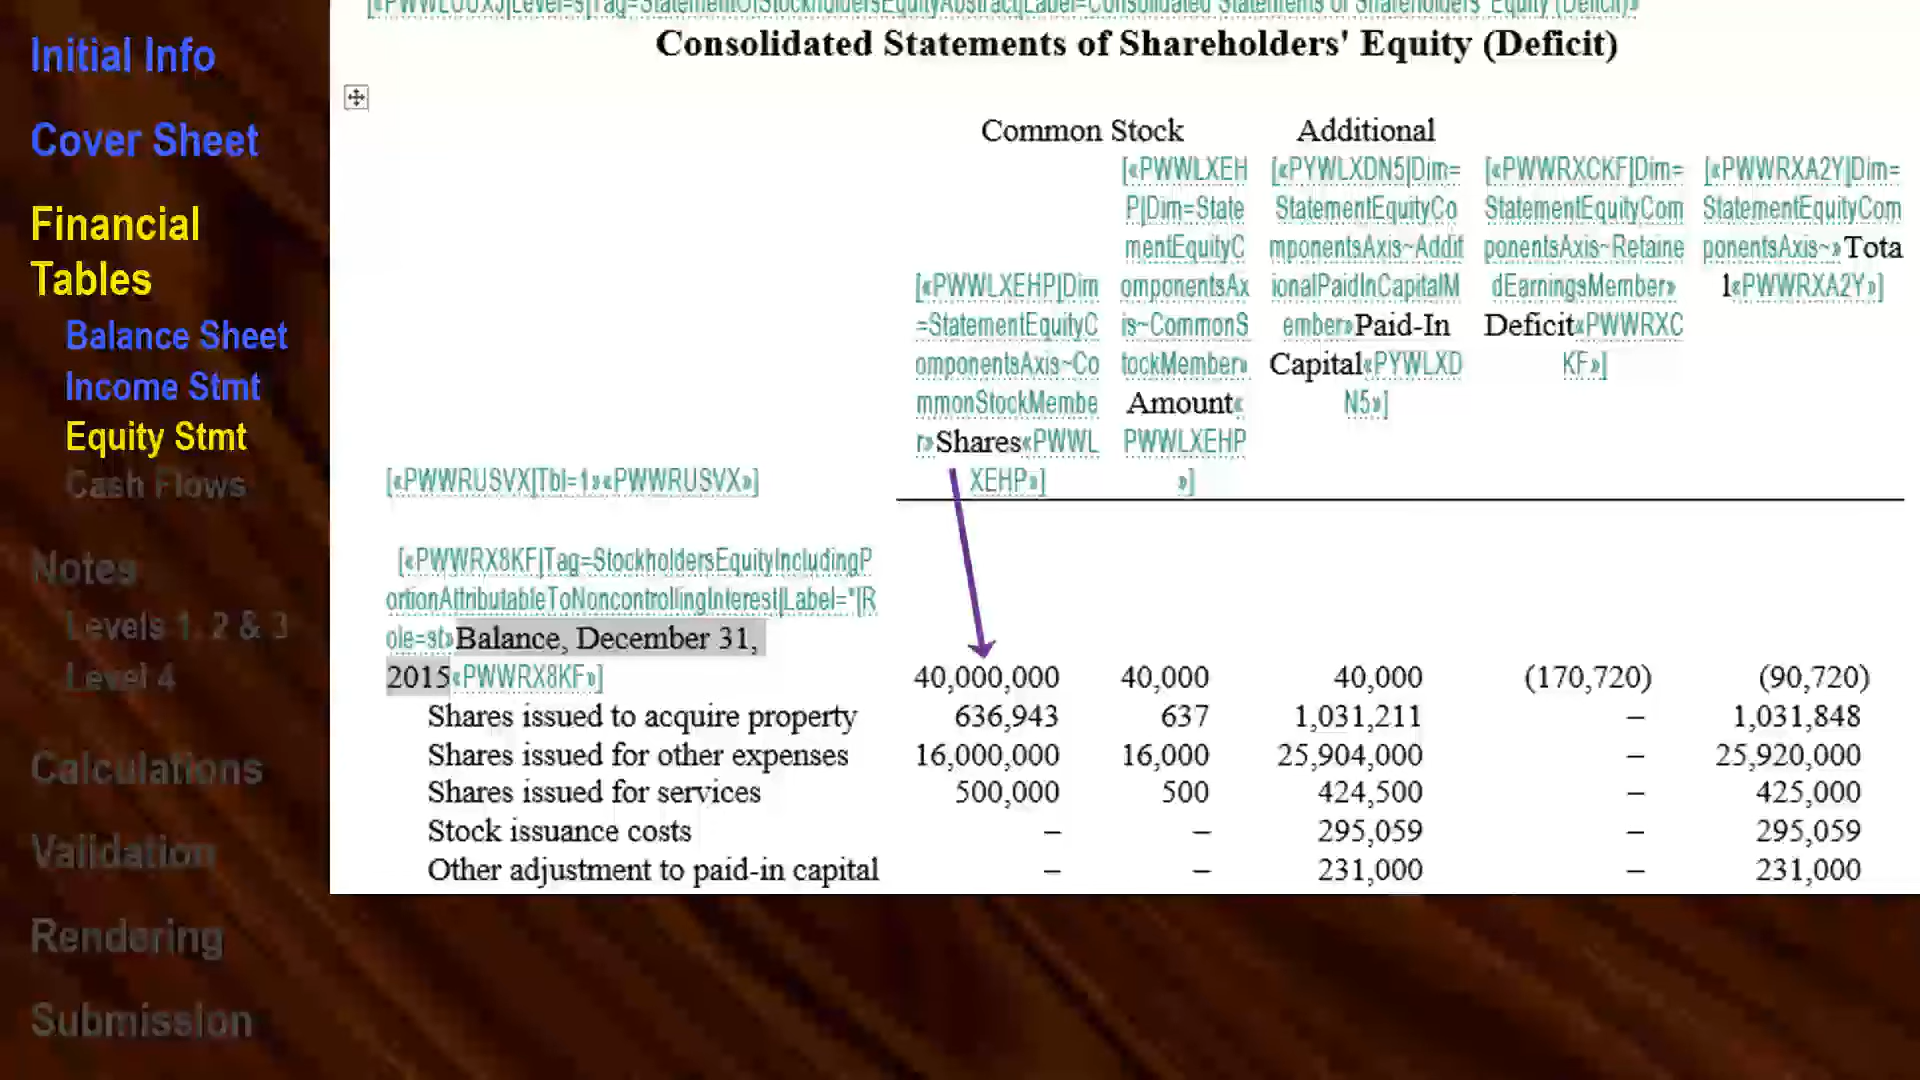 Initial Info
Cover Sheet
Financial
Tables
Balance Sheet
Income Stmt
Equity Stmt
Cash Flows
Notes
Levels 1, 2 & 3
Level 4
Calculations
Validation
Rendering
Submission
Consolidated Statements of Shareholders' Equity (Deficit)
Common Stock Additional
[«PWWLXEH [«PYWLXDN5|Dim= [«PWWRXCKF|Dim= [«PWWRXA2Y|Dim=
P|Dim=State StatementEquityCo StatementEquityCom StatementEquityCom
mentEquityC mponentsAxis~Addit ponentsAxis~Retaine ponentsAxis~»Tota
[«PWWLXEHP|Dim omponentsAx ionalPaidInCapitalM dEarningsMember» l«PWWRXA2Y»]
=StatementEquityC is~CommonS ember»Paid-In Deficit«PWWRXC
omponentsAxis~Co tockMember» Capital«PYWLXD KF»]
mmonStockMembe Amount« N5»]
r»Shares«PWWL PWWLXEHP
[«PWWRUSVX|Tbl=1»«PWWRUSVX»] XEHP»] »]
[«PWWRX8KF|Tag=StockholdersEquityIncludingP
ortionAttributableToNoncontrollingInterest|Label=*|R
ole=st»Balance, December 31,
2015«PWWRX8KF»] 40,000,000 40,000 40,000 (170,720) (90,720)
Shares issued to acquire property 636,943 637 1,031,211 – 1,031,848
Shares issued for other expenses 16,000,000 16,000 25,904,000 – 25,920,000
Shares issued for services 500,000 500 424,500 – 425,000
Stock issuance costs – – 295,059 – 295,059
Other adjustment to paid-in capital – – 231,000 – 231,000